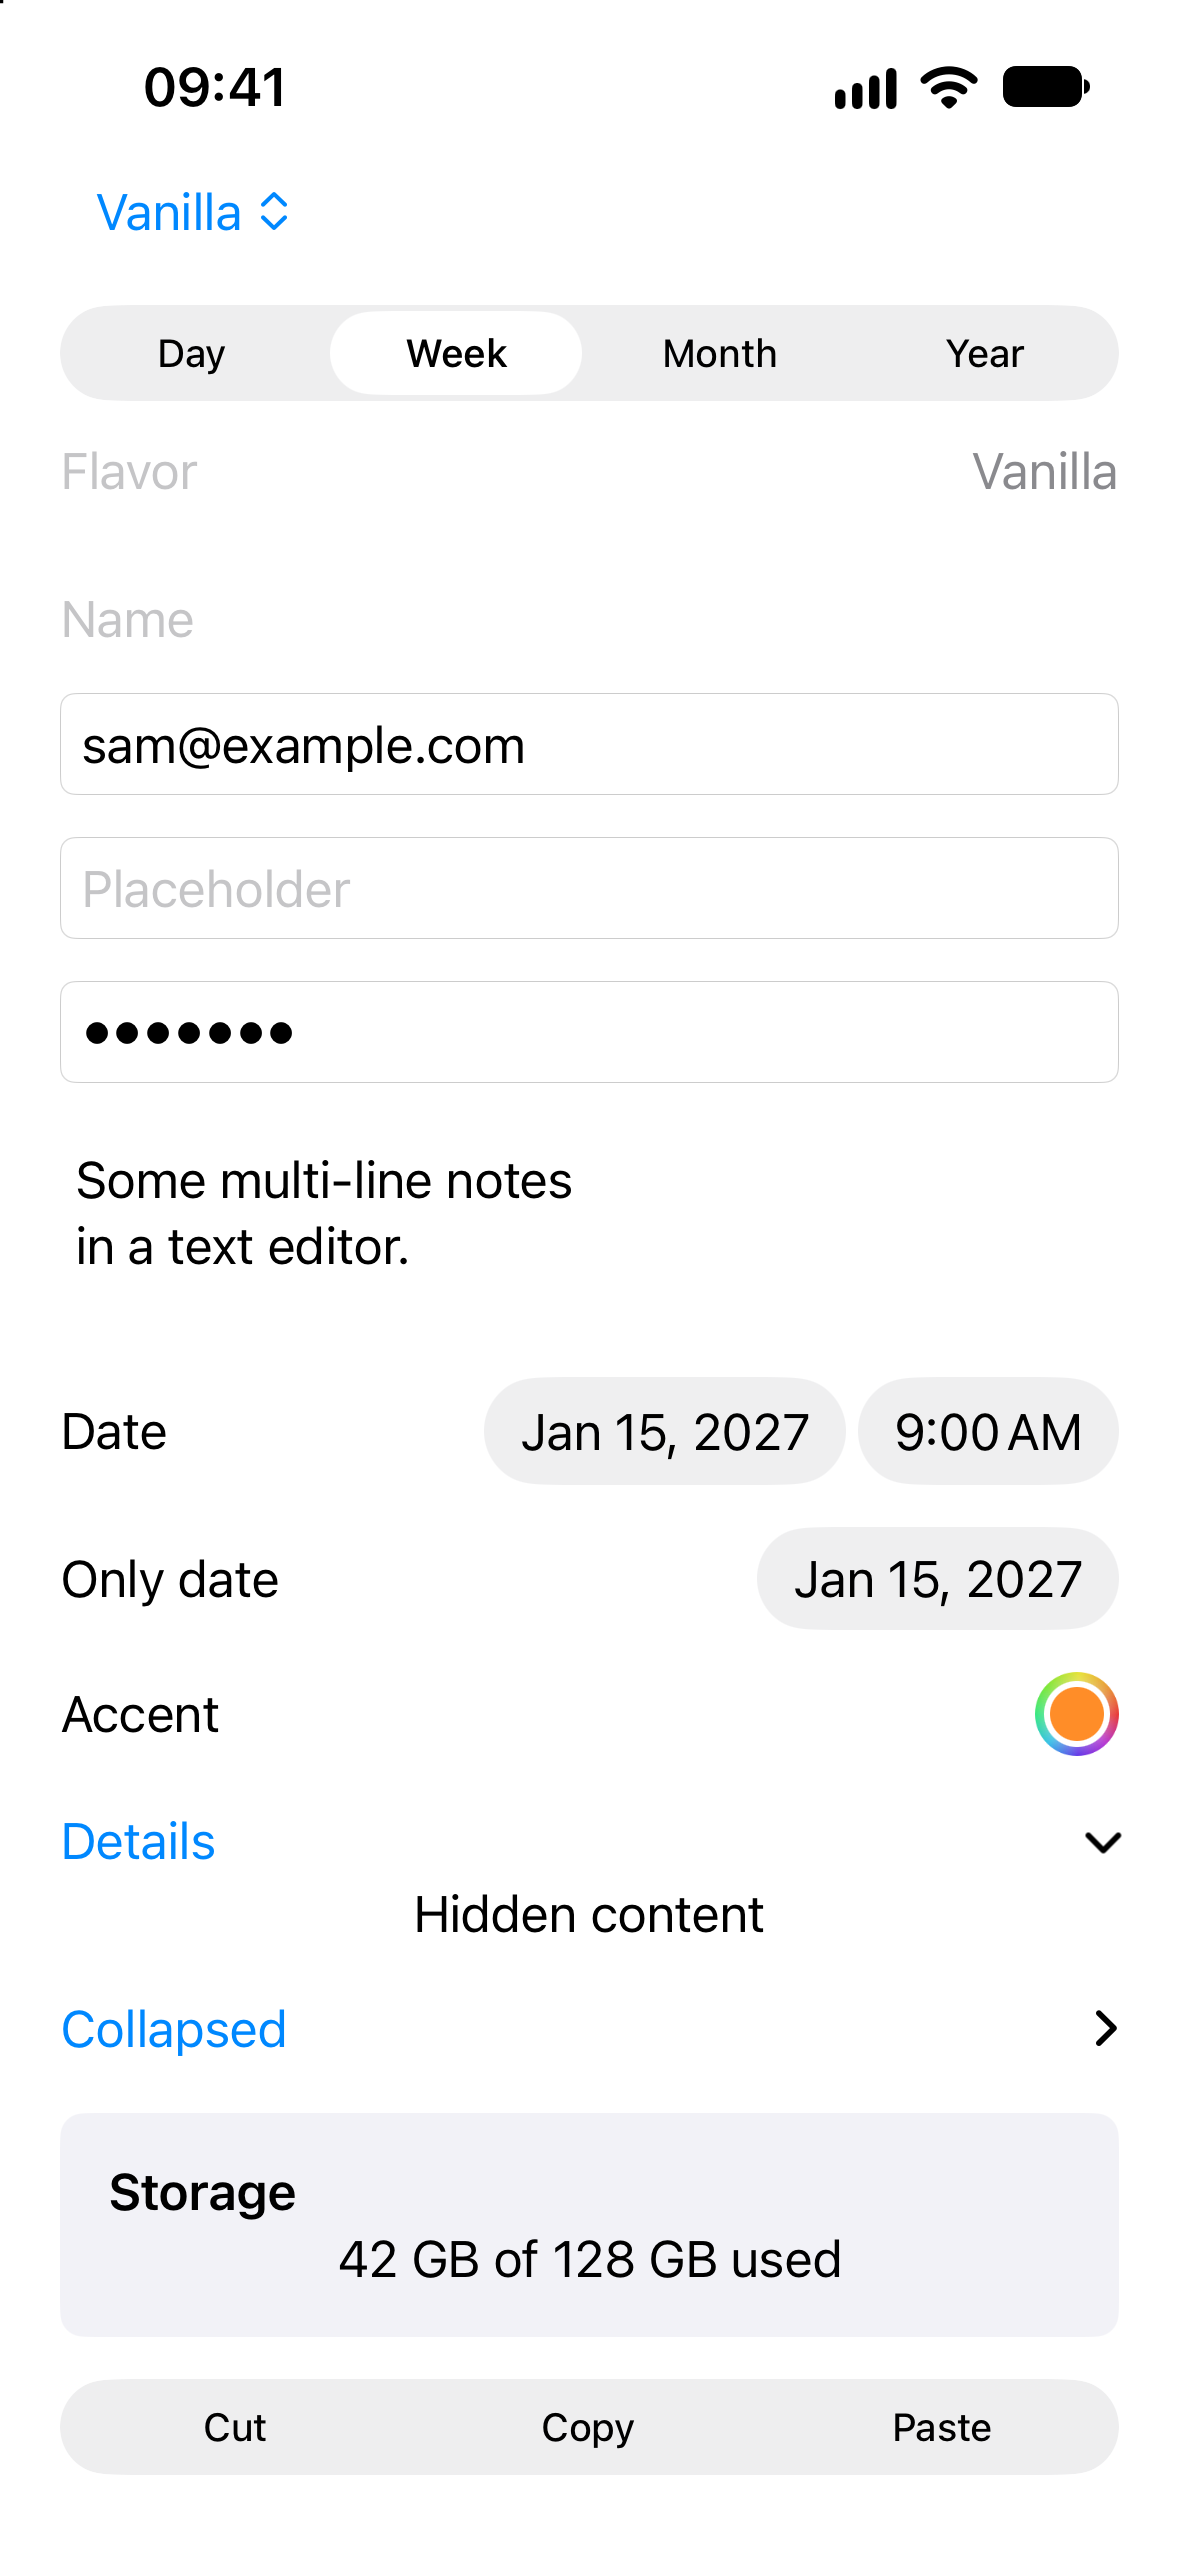 09:41
Vanilla
Day Week Month Year
Flavor Vanilla
Name
sam@example.com
Placeholder
•••••••
Some multi-line notes
in a text editor.
Date Jan 15, 2027 9:00 AM
Only date Jan 15, 2027
Accent
Details
Hidden content
Collapsed
Storage
42 GB of 128 GB used
Cut Copy Paste